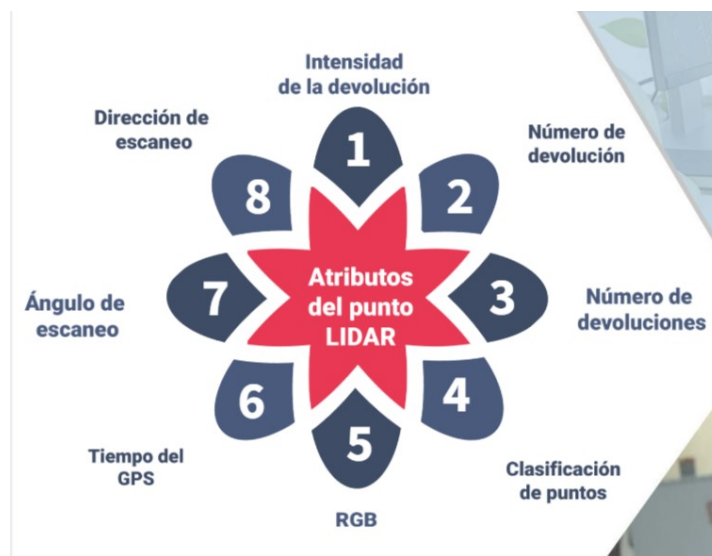 Intensidad
de la devolución
Dirección de
escaneo
Número de
devolución
1
8
2
Atributos
del punto
LIDAR
7
3
Ángulo de
escaneo
Número de
devoluciones
6
4
5
Tiempo del
GPS
Clasificación
de puntos
RGB